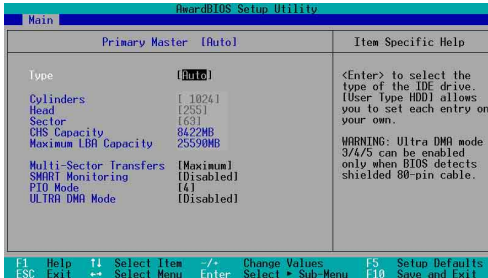 AwardBIOS Setup Utility
Main
Primary Master [Auto]
Item Specific Help
Type [Auto]
Cylinders [ 1024]
Head [255]
Sector [63]
CHS Capacity 8422MB
Maximum LBA Capacity 25590MB
Multi-Sector Transfers [Maximum]
SMART Monitoring [Disabled]
PIO Mode [4]
ULTRA DMA Mode [Disabled]
<Enter> to select the
type of the IDE drive.
[User Type HDD] allows
you to set each entry on
your own.
WARNING: Ultra DMA mode
3/4/5 can be enabled
only when BIOS detects
shielded 80-pin cable.
F1 Help ↑↓ Select Item -/+ Change Values F5 Setup Defaults
ESC Exit ↔ Select Menu Enter Select ► Sub-Menu F10 Save and Exit